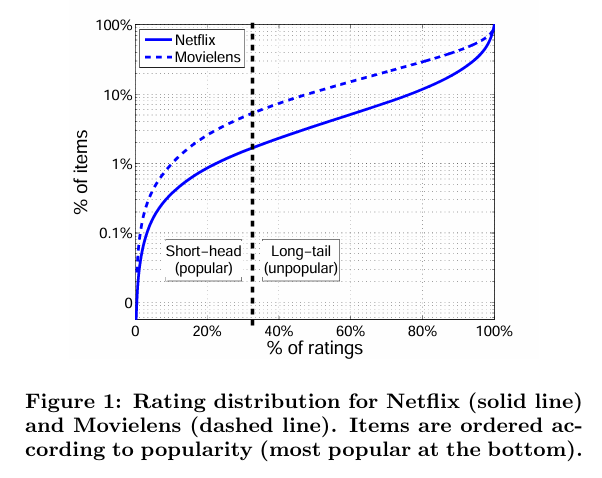 100%
Netflix
Movielens
10%
1%
0.1%
0
% of items
Short-head
(popular)
Long-tail
(unpopular)
0 20% 40% 60% 80% 100%
% of ratings
Figure 1: Rating distribution for Netflix (solid line)
and Movielens (dashed line). Items are ordered ac-
cording to popularity (most popular at the bottom).